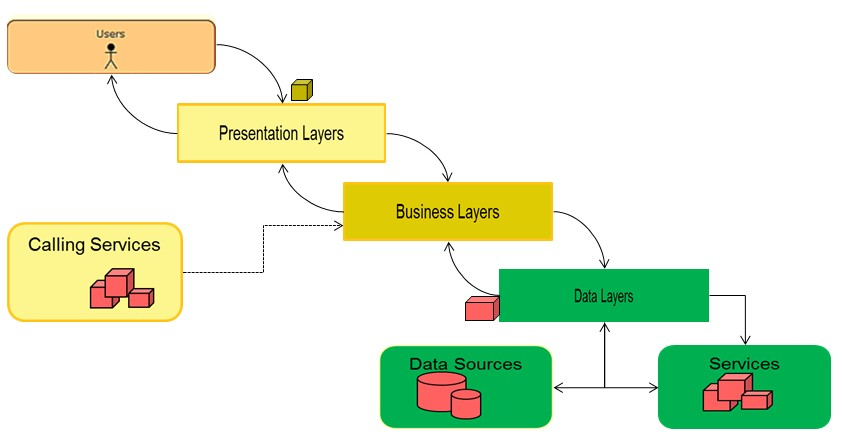 Users
Presentation Layers
Business Layers
Calling Services
Data Layers
Data Sources
Services